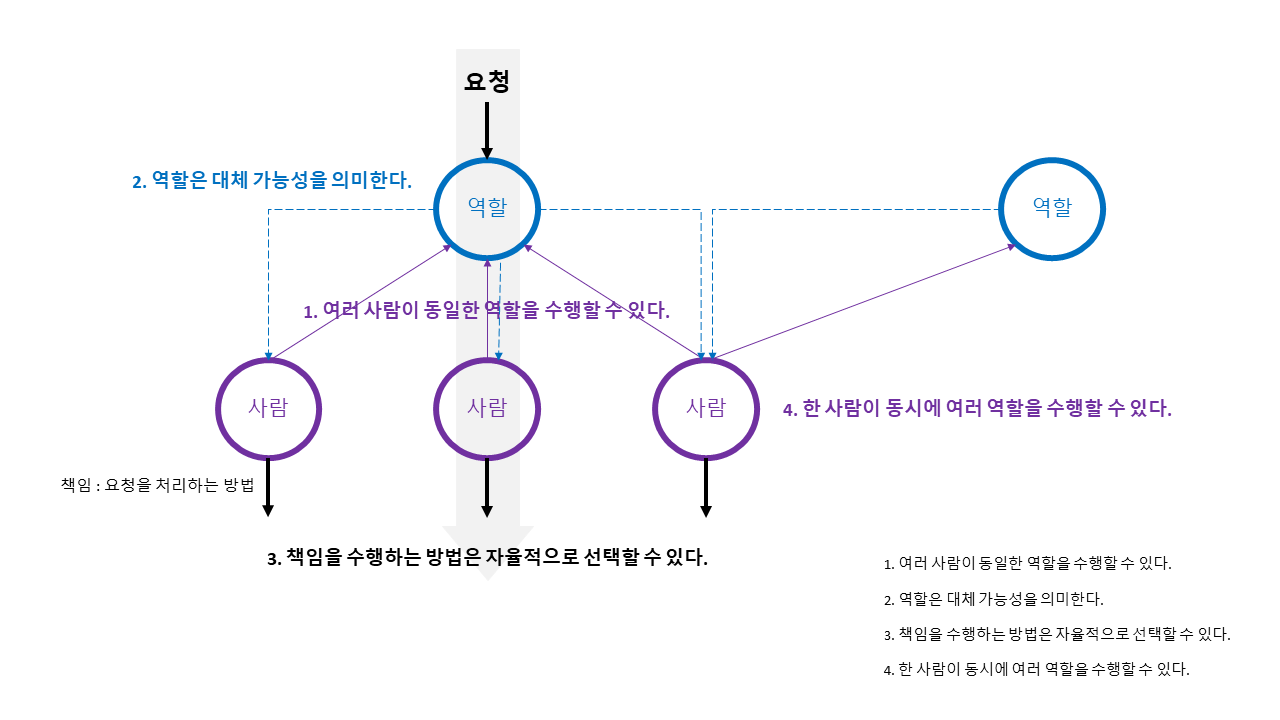 요청
2. 역할은 대체 가능성을 의미한다.
역할
역할
1. 여러 사람이 동일한 역할을 수행할 수 있다.
사람
사람
사람
4. 한 사람이 동시에 여러 역할을 수행할 수 있다.
책임 : 요청을 처리하는 방법
3. 책임을 수행하는 방법은 자율적으로 선택할 수 있다.
1. 여러 사람이 동일한 역할을 수행할 수 있다.
2. 역할은 대체 가능성을 의미한다.
3. 책임을 수행하는 방법은 자율적으로 선택할 수 있다.
4. 한 사람이 동시에 여러 역할을 수행할 수 있다.